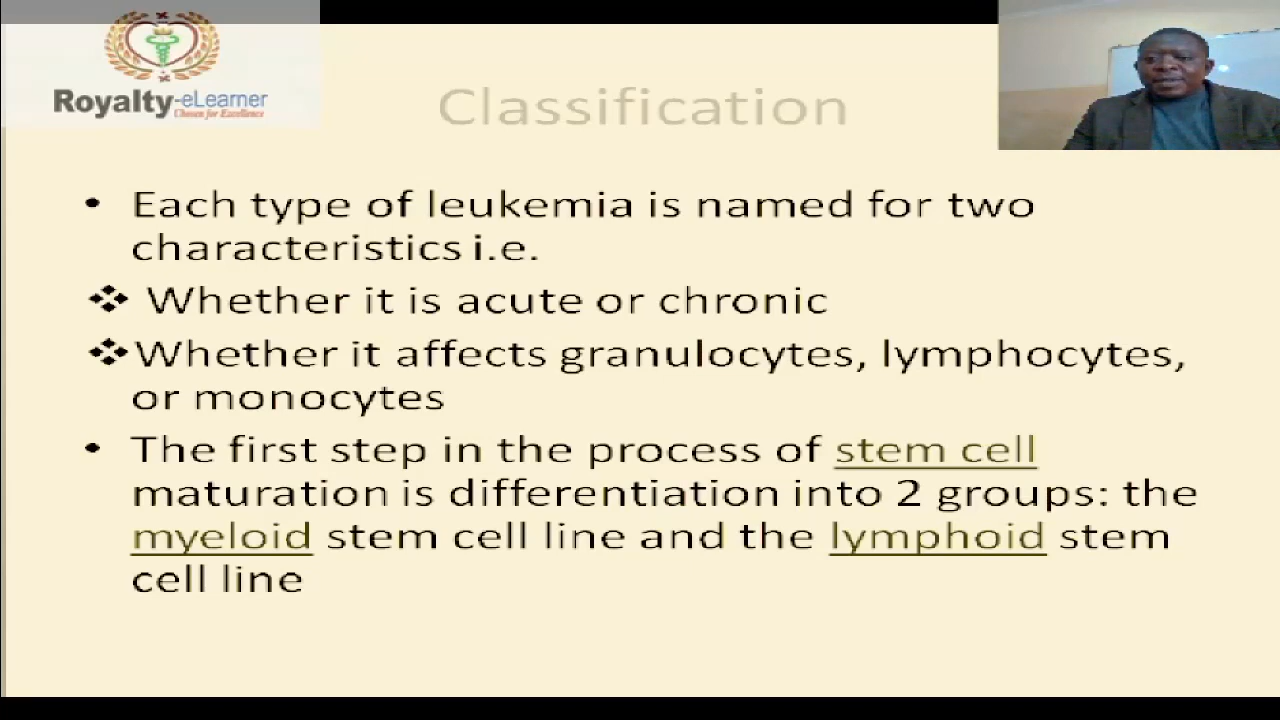 Royalty-eLearner
Chosen for Excellence
Classification
• Each type of leukemia is named for two
characteristics i.e.
❖ Whether it is acute or chronic
❖Whether it affects granulocytes, lymphocytes,
or monocytes
• The first step in the process of stem cell
maturation is differentiation into 2 groups: the
myeloid stem cell line and the lymphoid stem
cell line